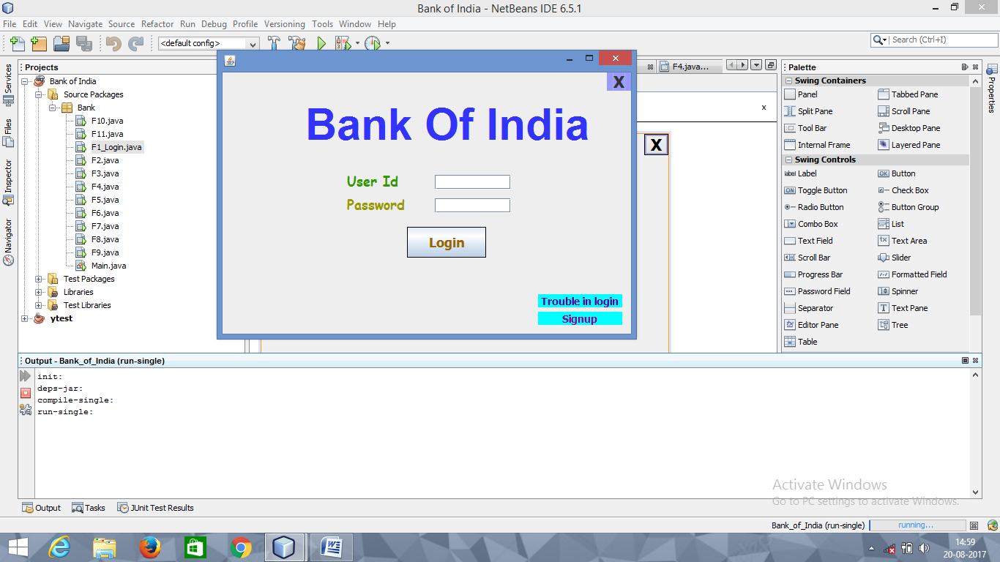 Bank of India - NetBeans IDE 6.5.1
File Edit View Navigate Source Refactor Run Debug Profile Versioning Tools Window Help
<default config>
Search (Ctrl+I)
Services
Files
Inspector
Navigator
Projects
Bank of India
Source Packages
Bank
F10.java
F11.java
F1_Login.java
F2.java
F3.java
F4.java
F5.java
F6.java
F7.java
F8.java
F9.java
Main.java
Test Packages
Libraries
Test Libraries
ytest
X
Bank Of India
User Id
Password
Login
Trouble in login
Signup
F4.java...
x
X
Palette
Swing Containers
Panel Tabbed Pane
Split Pane Scroll Pane
Tool Bar Desktop Pane
Internal Frame Layered Pane
Swing Controls
label Label OK Button
ON Toggle Button Check Box
Radio Button Button Group
Combo Box List
Text Field Text Area
Scroll Bar Slider
Progress Bar Formatted Field
Password Field Spinner
Separator T Text Pane
Editor Pane Tree
Table
Properties
Output - Bank_of_India (run-single)
init:
deps-jar:
compile-single:
run-single:
Activate Windows
Go to PC settings to activate Windows.
Output Tasks JUnit Test Results
Bank_of_India (run-single) running...
14:59
20-08-2017